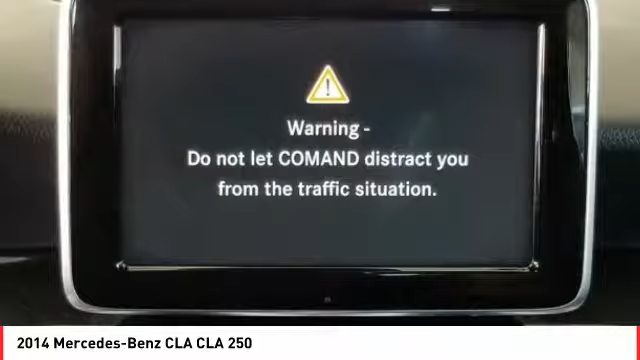 Warning -
Do not let COMAND distract you
from the traffic situation.
2014 Mercedes-Benz CLA CLA 250